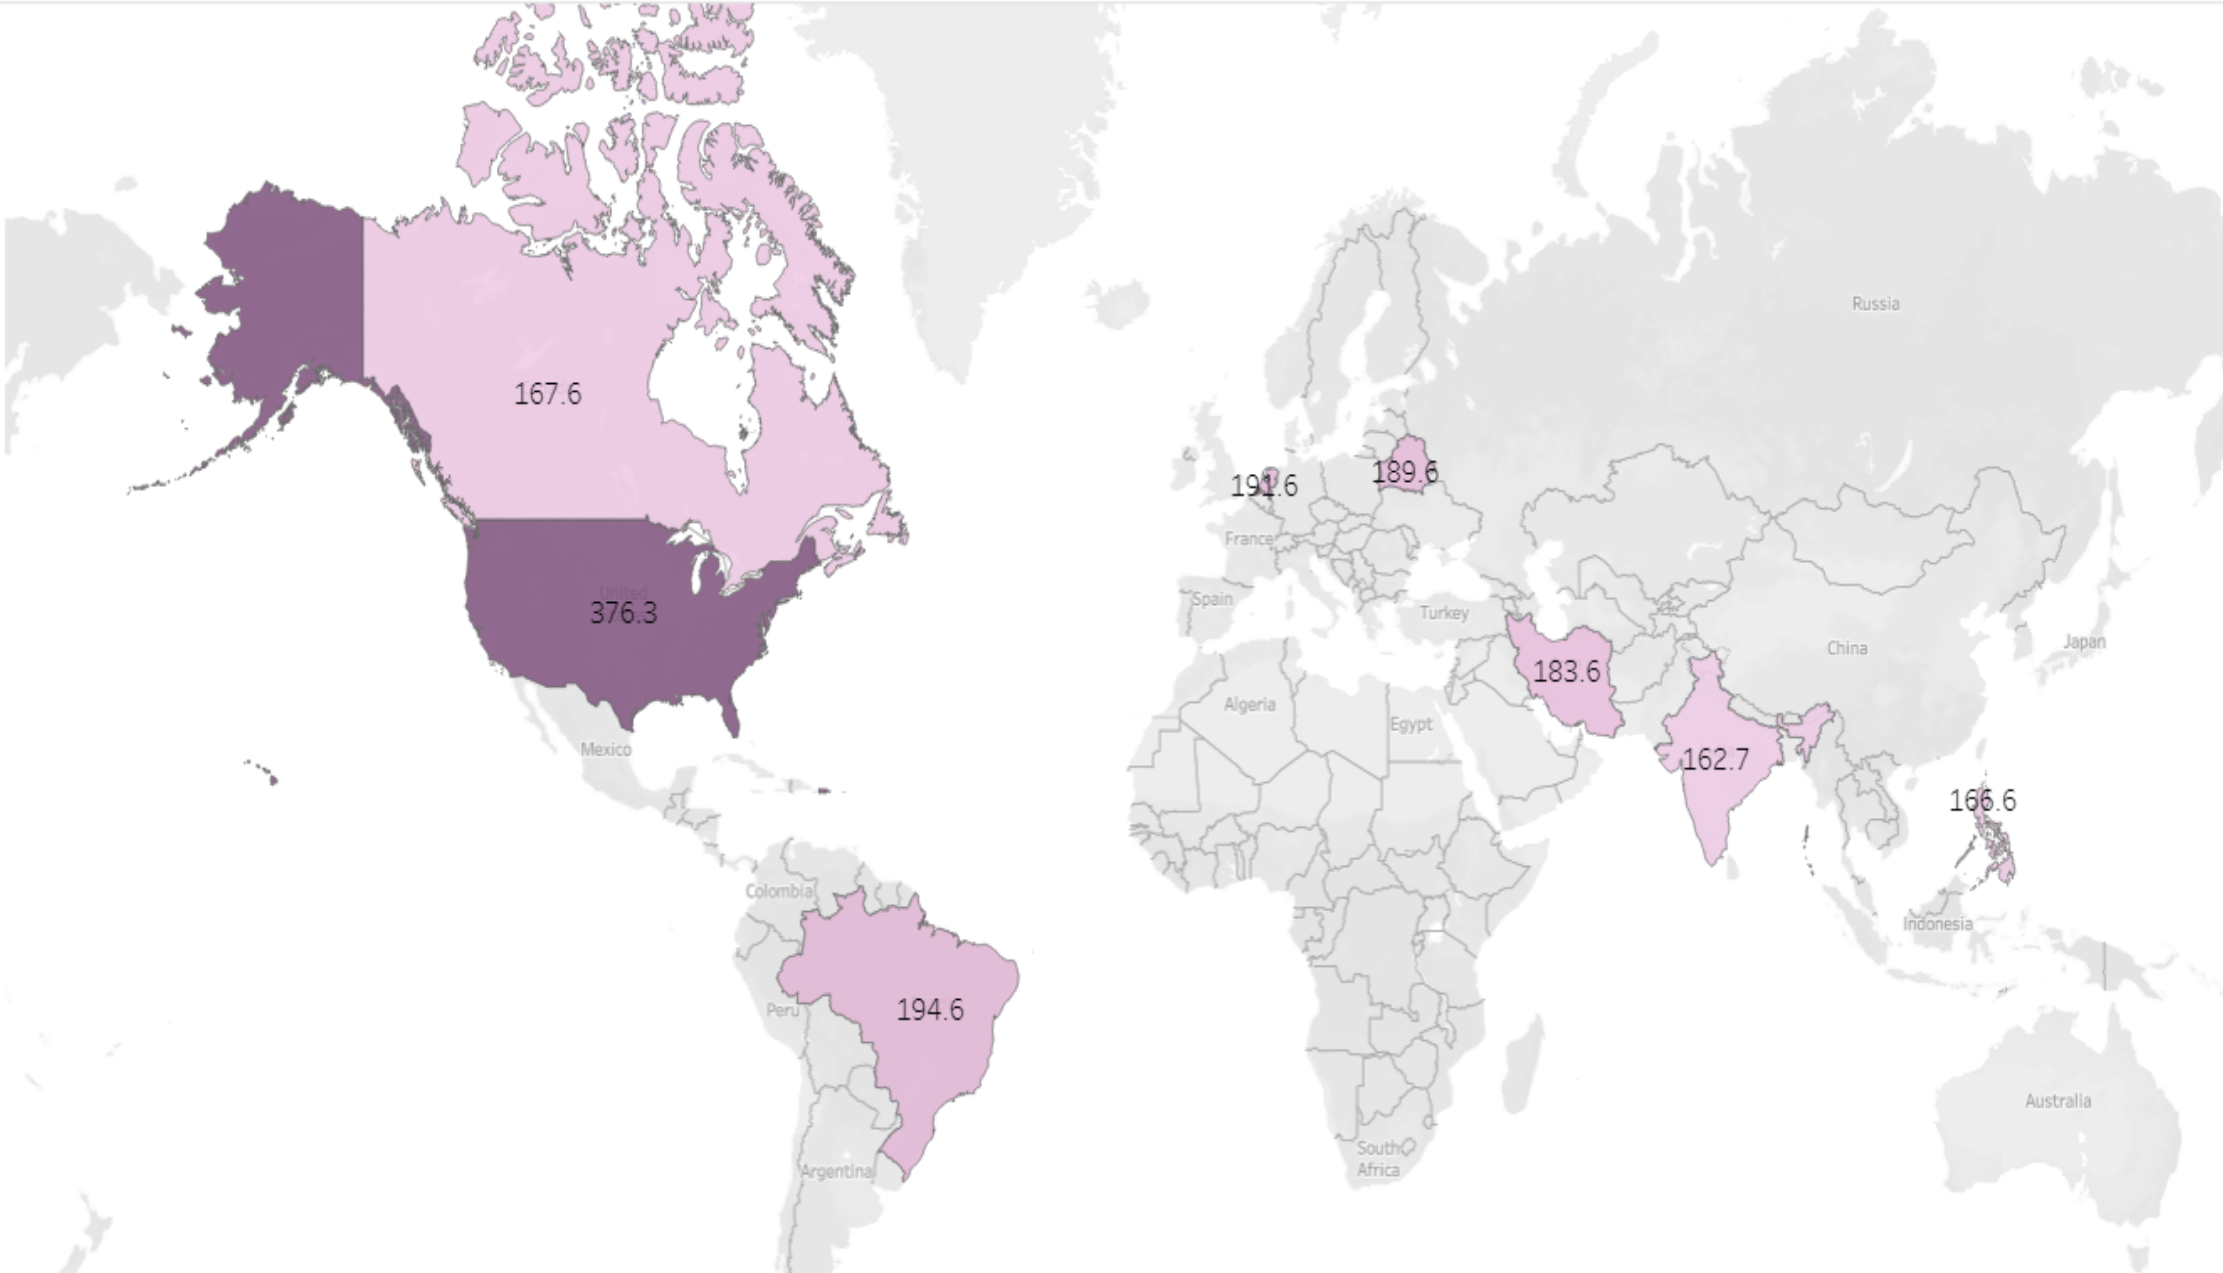 Russia
167.6
189.6
191.6
France
United
376.3
Spain
Turkey
China
Japan
183.6
Algeria
Egypt
Mexico
162.7
166.6
Colombia
Indonesia
Peru
194.6
Australia
South
Africa
Argentina